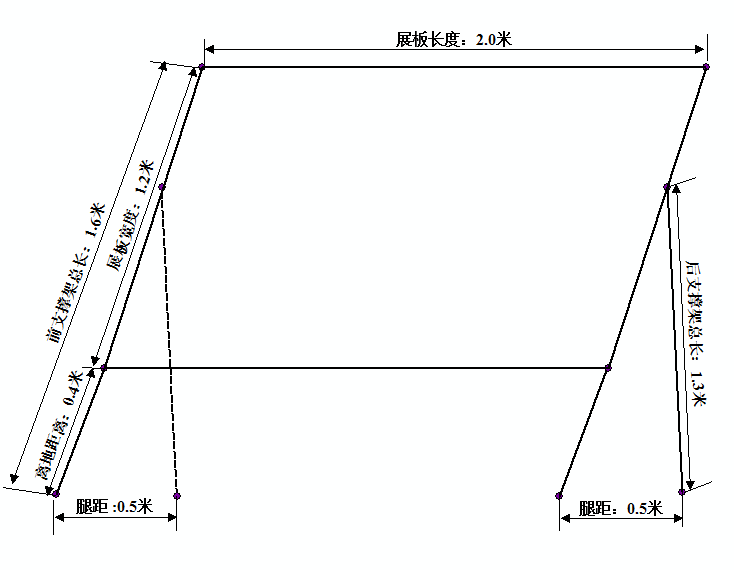 展板长度：2.0米
展板宽度：1.2米
前支撑架总长：1.6米
后支撑架总长：1.3米
离地距离：0.4米
腿距 :0.5米
腿距：0.5米